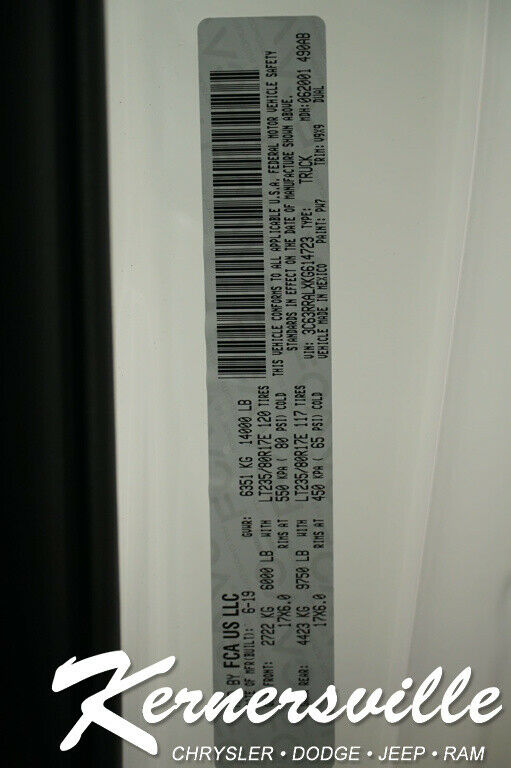 BY FCA US LLC
OF MFR(BUILT): 6-19 GVWR: 6351 KG 14000 LB
FRONT: 2722 KG 6000 LB WITH LT235/80R17E 120 TIRES
17X6.0 RIMS AT 550 KPA ( 80 PSI) COLD
REAR: 4423 KG 9750 LB WITH LT235/80R17E 117 TIRES
17X6.0 RIMS AT 450 KPA ( 65 PSI) COLD
THIS VEHICLE CONFORMS TO ALL APPLICABLE U.S.A. FEDERAL MOTOR VEHICLE SAFETY
STANDARDS IN EFFECT ON THE DATE OF MANUFACTURE SHOWN ABOVE.
VIN: 3C63RRALXKG614723 TYPE: TRUCK MDH:062001 490AB
VEHICLE MADE IN MEXICO PAINT: PW7 TRIM: V9X9 DUAL
Kernersville
CHRYSLER • DODGE • JEEP • RAM